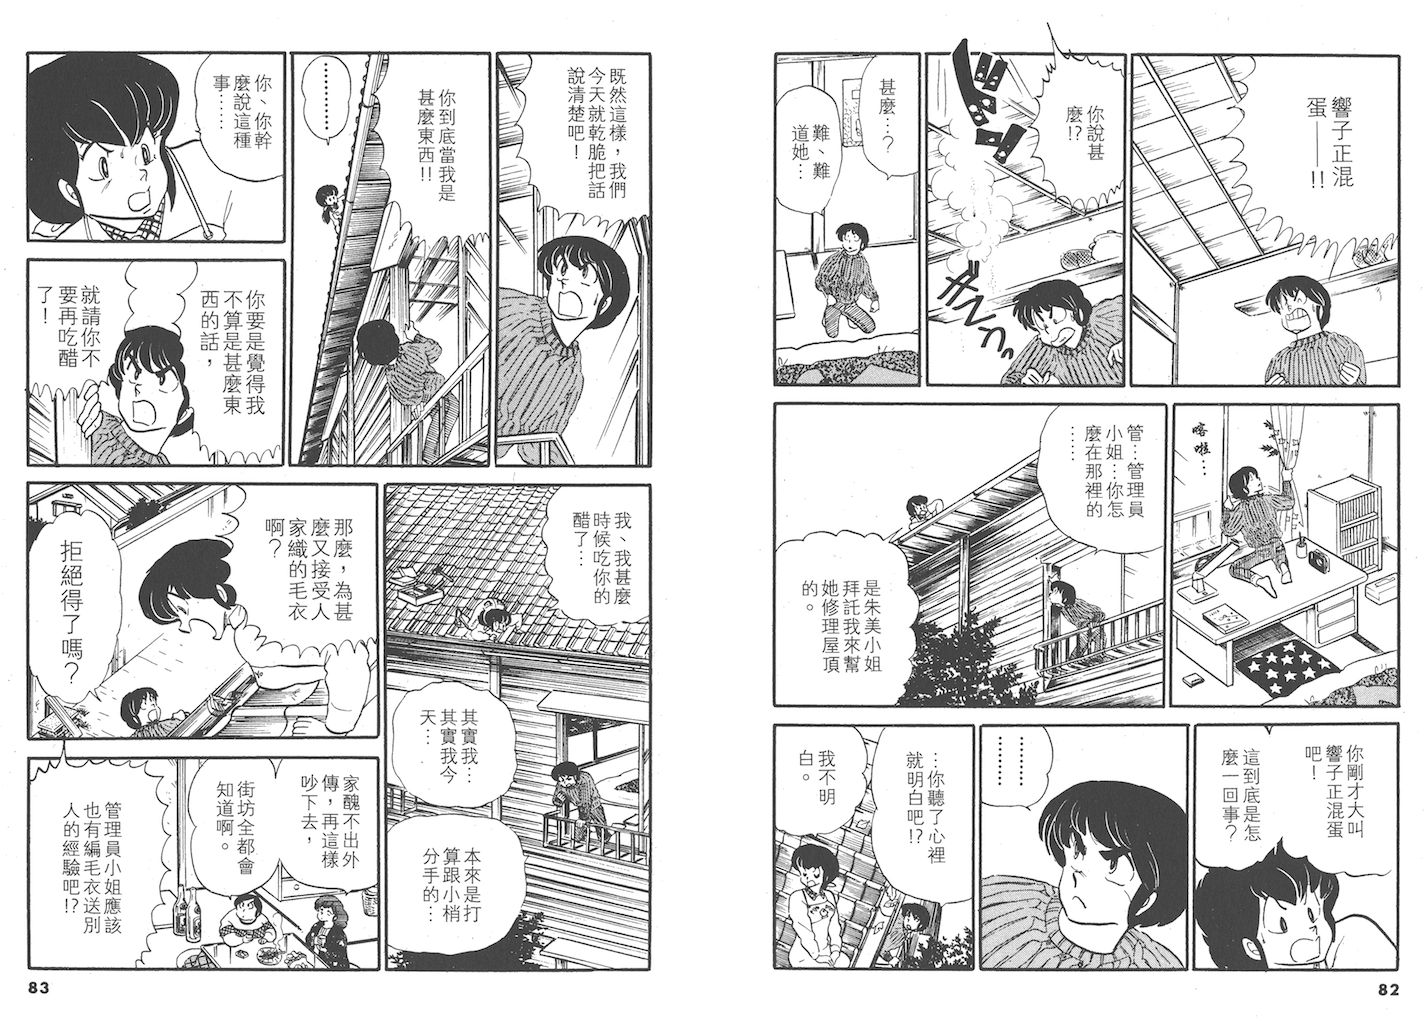 響子正混
蛋──!!
你說甚
麼!?
甚麼…?
難、難
道她…
喀啦…
管…管理員
小姐…你怎
麼在那裡的
……
是朱美小姐
拜託我來幫
她修理屋頂
的。
你剛才大叫
響子正混蛋
吧！
這到底是怎
麼一回事？
………
…你聽了心裡
就明白吧!?
我不明
白。
82
既然這樣，我們
今天就乾脆把話
說清楚吧！
你到底當我是
甚麼東西!!
………
你、你幹
麼說這種
事……
你要是覺得我
不算是甚麼東
西的話，
就請你不
要再吃醋
了！
我、我甚麼
時候吃你的
醋了…
其實我…
其實我今
天…
本來是打
算跟小梢
分手的…
那麼，為甚
麼又接受人
家織的毛衣
啊？
拒絕得了嗎？
家醜不出外
傳，再這樣
吵下去，
街坊全都會
知道啊。
管理員小姐應該
也有編毛衣送別
人的經驗吧!?
83